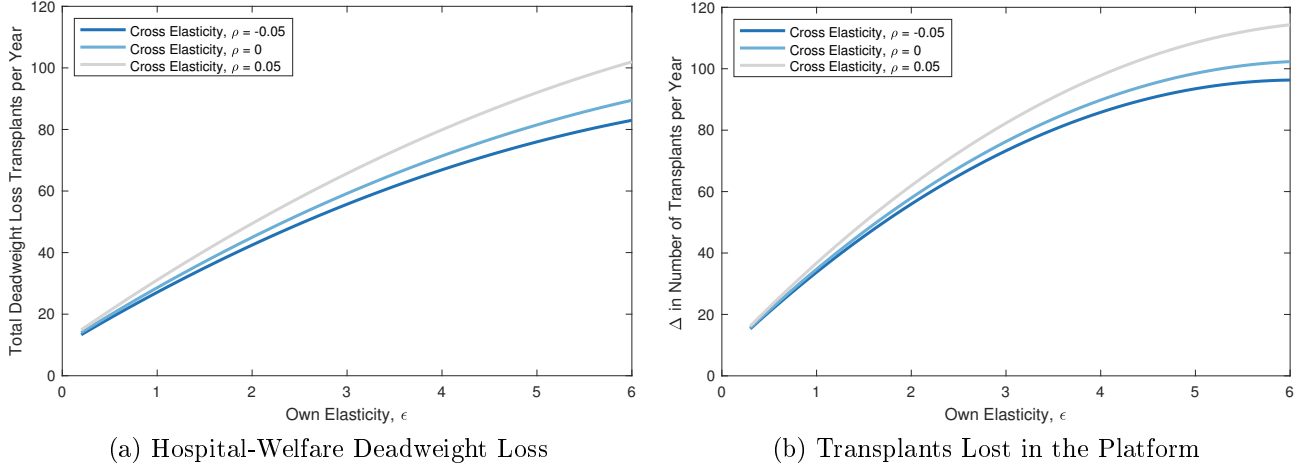 Total Deadweight Loss Transplants per Year
120
100
80
60
40
20
0
Cross Elasticity, ρ = -0.05
Cross Elasticity, ρ = 0
Cross Elasticity, ρ = 0.05
0 1 2 3 4 5 6
Own Elasticity, ϵ
(a) Hospital-Welfare Deadweight Loss
Δ in Number of Transplants per Year
120
100
80
60
40
20
0
Cross Elasticity, ρ = -0.05
Cross Elasticity, ρ = 0
Cross Elasticity, ρ = 0.05
0 1 2 3 4 5 6
Own Elasticity, ϵ
(b) Transplants Lost in the Platform